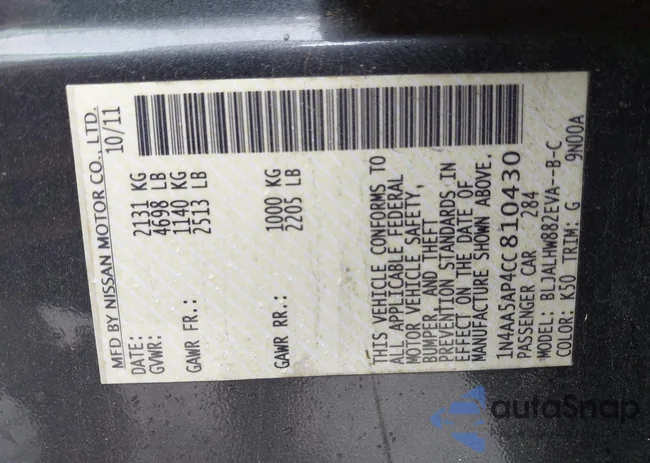 MFD BY NISSAN MOTOR CO., LTD.
DATE: 10/11
GVWR: 2131 KG
4698 LB
GAWR FR.: 1140 KG
2513 LB
GAWR RR.: 1000 KG
2205 LB
THIS VEHICLE CONFORMS TO
ALL APPLICABLE FEDERAL
MOTOR VEHICLE SAFETY,
BUMPER, AND THEFT
PREVENTION STANDARDS IN
EFFECT ON THE DATE OF
MANUFACTURE SHOWN ABOVE.
1N4AA5AP4CC810430
PASSENGER CAR 284
MODEL: BLJALHW882EVA--B-C
COLOR: K50 TRIM: G 9N00A
autoSnap